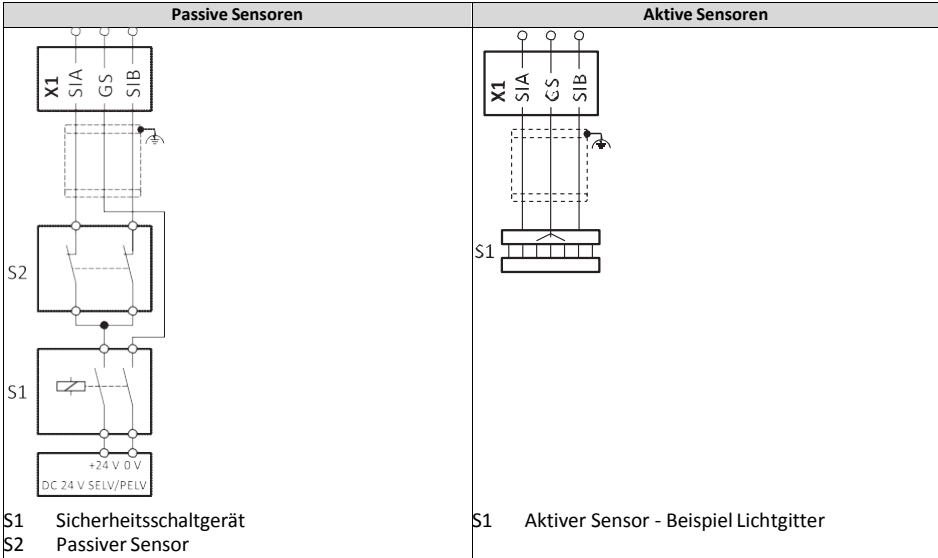 Passive Sensoren
Aktive Sensoren
X1
SIA
GS
SIB
S2
S1
+24 V 0 V
DC 24 V SELV/PELV
S1 Sicherheitsschaltgerät
S2 Passiver Sensor
X1
SIA
GS
SIB
S1
S1 Aktiver Sensor - Beispiel Lichtgitter